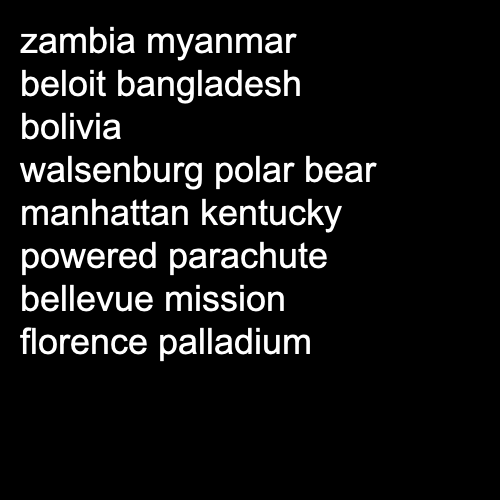 zambia myanmar
beloit bangladesh
bolivia
walsenburg polar bear
manhattan kentucky
powered parachute
bellevue mission
florence palladium